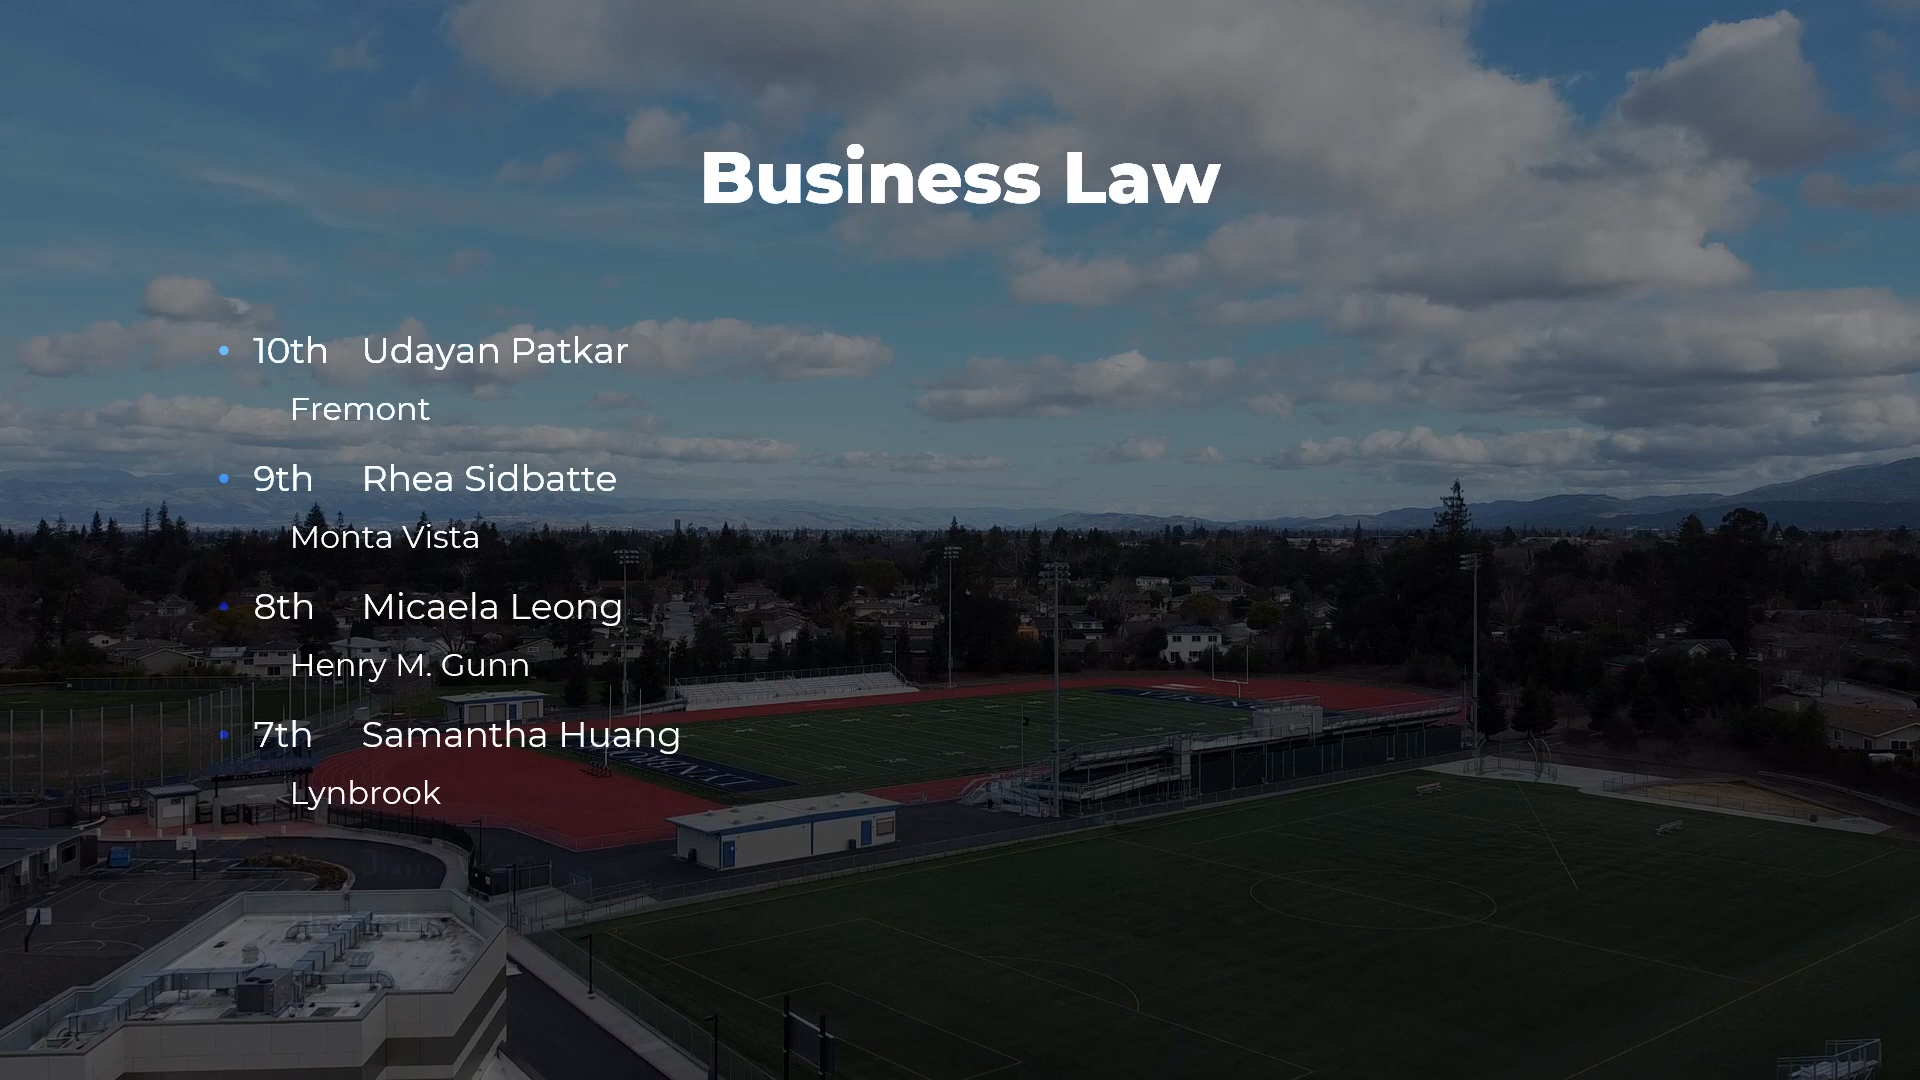 Business Law
10th Udayan Patkar
Fremont
9th Rhea Sidbatte
Monta Vista
8th Micaela Leong
Henry M. Gunn
7th Samantha Huang
Lynbrook